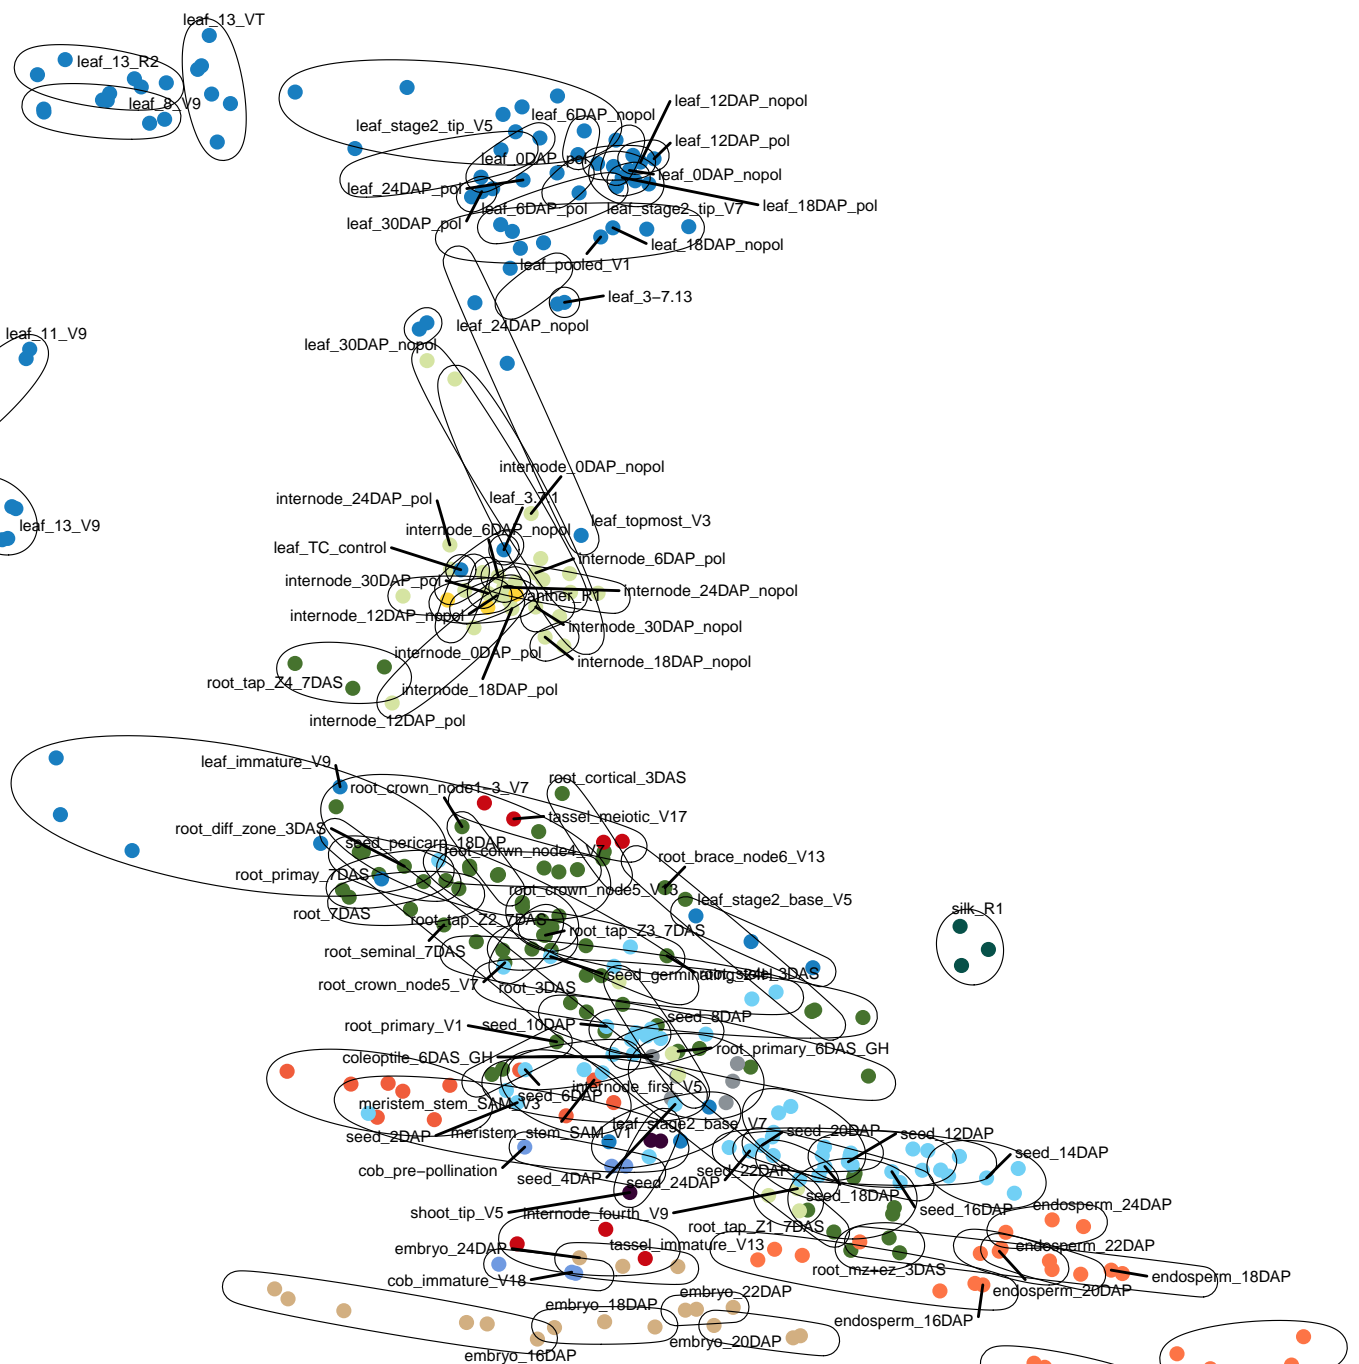 leaf_13_VT
leaf_13_R2
leaf_8_V9
leaf_12DAP_nopol
leaf_6DAP_nopol
leaf_stage2_tip_V5
leaf_12DAP_pol
leaf_0DAP_pol
leaf_0DAP_nopol
leaf_24DAP_pol
leaf_18DAP_pol
leaf_6DAP_pol
leaf_stage2_tip_V7
leaf_30DAP_pol
leaf_18DAP_nopol
leaf_pooled_V1
leaf_3−7.13
leaf_24DAP_nopol
leaf_11_V9
leaf_30DAP_nopol
internode_0DAP_nopol
internode_24DAP_pol
leaf_3.7.1
leaf_topmost_V3
leaf_13_V9
internode_6DAP_nopol
leaf_TC_control
internode_6DAP_pol
internode_30DAP_pol
internode_24DAP_nopol
anther_R1
internode_12DAP_nopol
internode_30DAP_nopol
internode_0DAP_pol
internode_18DAP_nopol
root_tap_Z4_7DAS
internode_18DAP_pol
internode_12DAP_pol
leaf_immature_V9
root_cortical_3DAS
root_crown_node1−3_V7
tassel_meiotic_V17
root_diff_zone_3DAS
seed_pericarp_18DAP
root_corwn_node4_V7
root_brace_node6_V13
root_primay_7DAS
root_crown_node5_V13
leaf_stage2_base_V5
silk_R1
root_7DAS
root_tap_Z2_7DAS
root_tap_Z3_7DAS
root_seminal_7DAS
seed_germinating_24H
root_stele_3DAS
root_crown_node5_V7
root_3DAS
seed_8DAP
root_primary_V1
seed_10DAP
root_primary_6DAS_GH
coleoptile_6DAS_GH
internode_first_V5
seed_6DAP
meristem_stem_SAM_V3
leaf_stage2_base_V7
seed_2DAP
meristem_stem_SAM_V1
seed_20DAP
seed_12DAP
seed_14DAP
cob_pre−pollination
seed_4DAP
seed_22DAP
seed_24DAP
seed_18DAP
seed_16DAP
endosperm_24DAP
shoot_tip_V5
internode_fourth_V9
root_tap_Z1_7DAS
tassel_immature_V13
endosperm_22DAP
embryo_24DAP
root_mz+ez_3DAS
cob_immature_V18
endosperm_18DAP
endosperm_20DAP
embryo_22DAP
embryo_18DAP
endosperm_16DAP
embryo_20DAP
embryo_16DAP